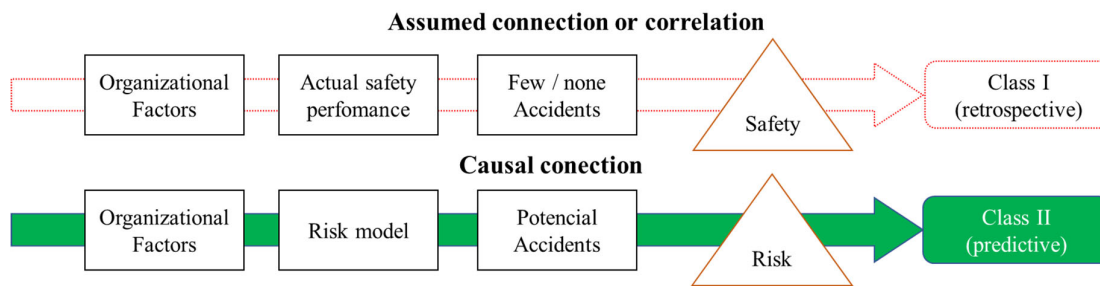 Assumed connection or correlation
Organizational
Factors
Actual safety
perfomance
Few / none
Accidents
Safety
Class I
(retrospective)
Causal conection
Organizational
Factors
Risk model
Potencial
Accidents
Risk
Class II
(predictive)